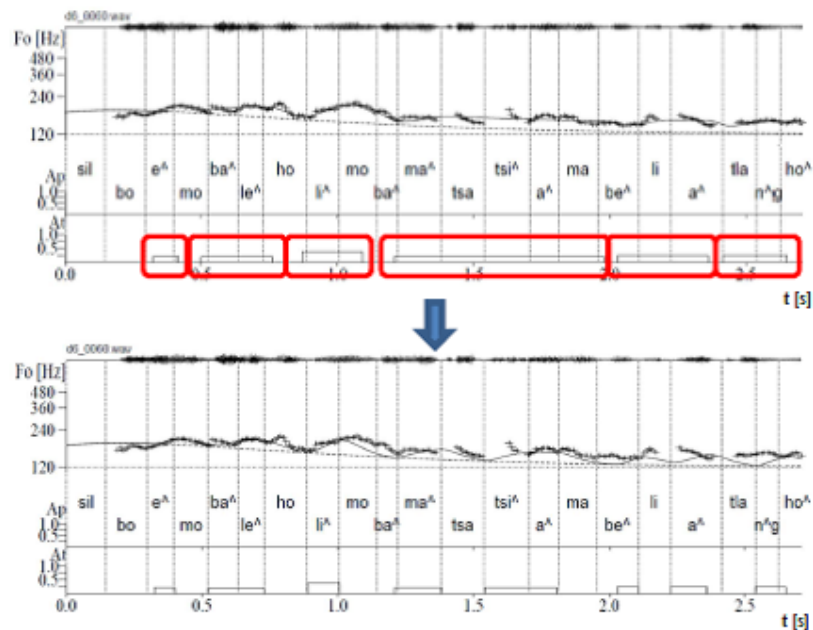 d6_0060.wav
Fo [Hz]
480
360
240
120
sil e^ ba^ ho mo ma^ tsi^ ma li tla ho^
bo mo le^ li^ ba^ tsa a^ be^ a^ n^g
Ap
1.0
0.5
At
1.0
0.5
0.0 0.5 1.0 1.5 2.0 2.5
t [s]
d6_0060.wav
Fo [Hz]
480
360
240
120
sil e^ ba^ ho mo ma^ tsi^ ma li tla ho^
bo mo le^ li^ ba^ tsa a^ be^ a^ n^g
Ap
1.0
0.5
At
1.0
0.5
0.0 0.5 1.0 1.5 2.0 2.5
t [s]